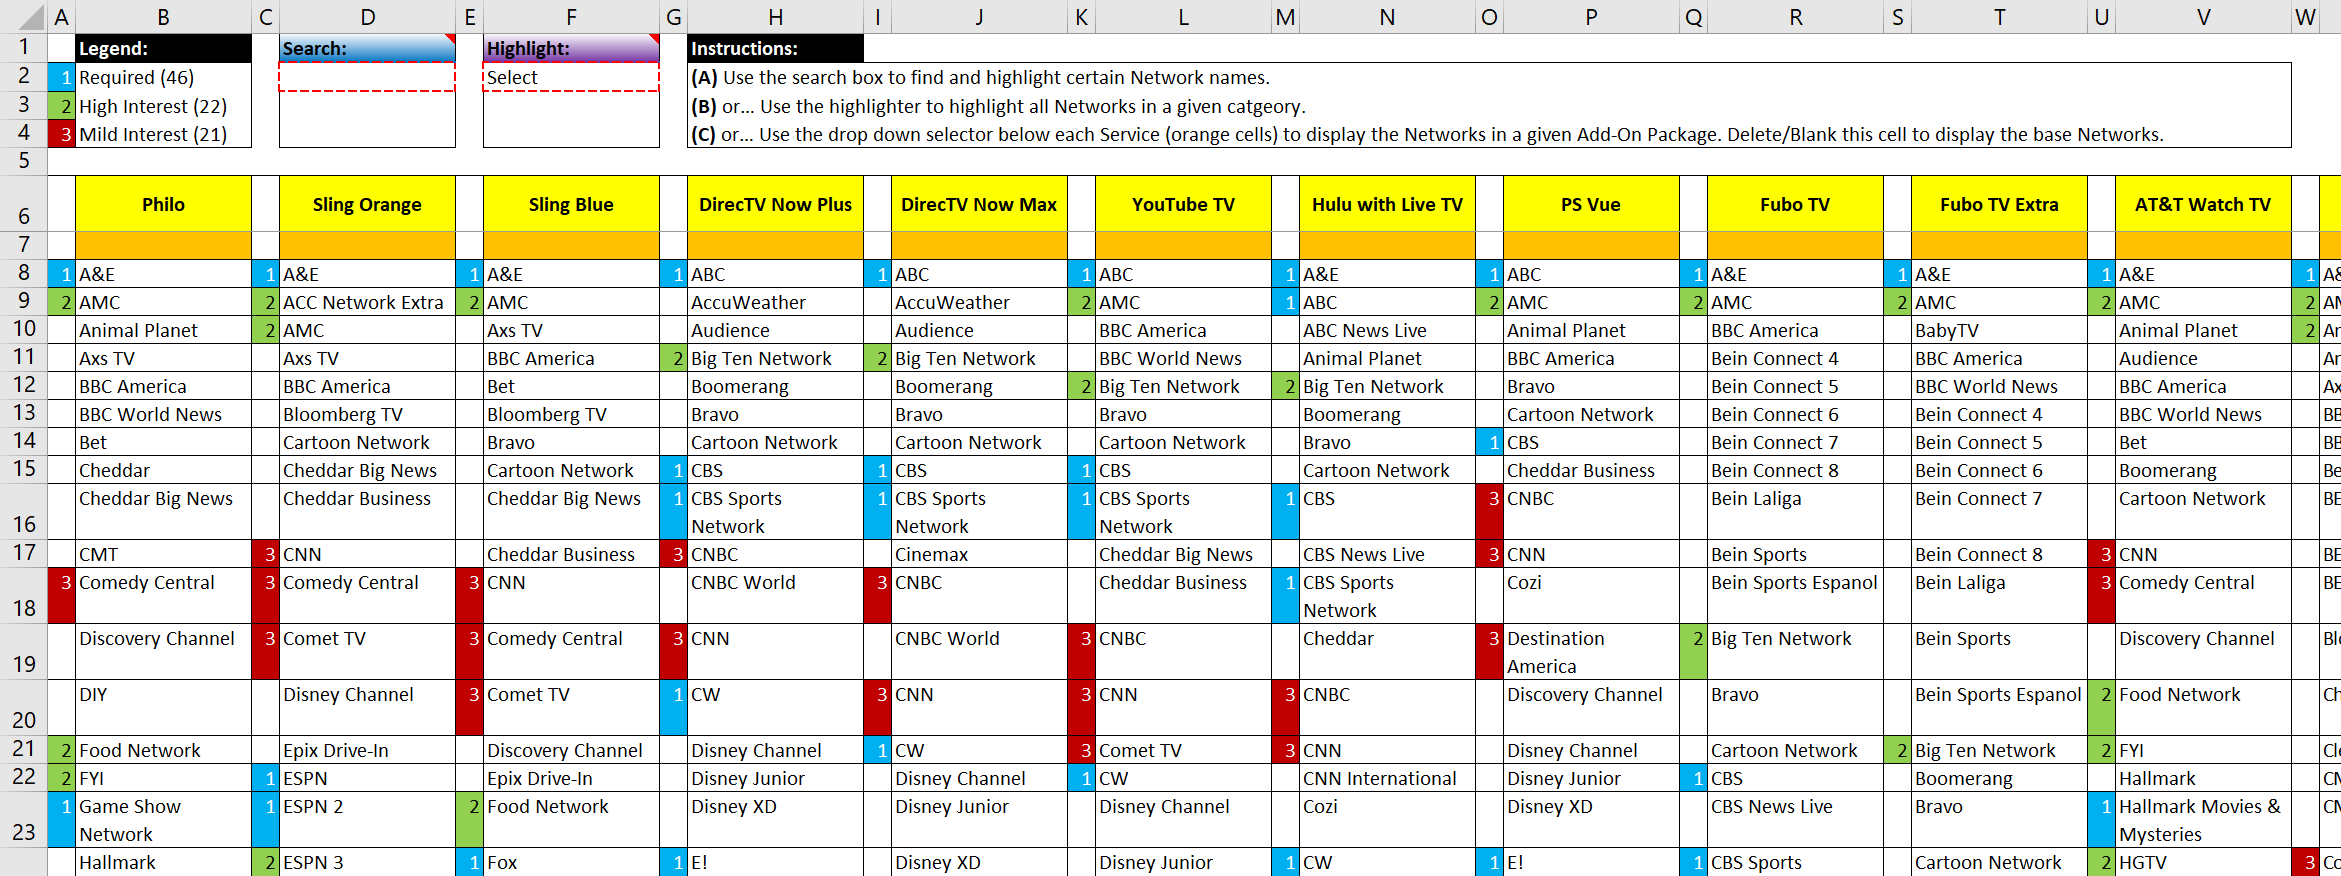 A B C D E F G H I J K L M N O P Q R S T U V W
1 Legend: Search: Highlight: Instructions:
2 1 Required (46) Select (A) Use the search box to find and highlight certain Network names.
3 2 High Interest (22) (B) or... Use the highlighter to highlight all Networks in a given catgeory.
4 3 Mild Interest (21) (C) or... Use the drop down selector below each Service (orange cells) to display the Networks in a given Add-On Package. Delete/Blank this cell to display the base Networks.
5
6 Philo Sling Orange Sling Blue DirecTV Now Plus DirecTV Now Max YouTube TV Hulu with Live TV PS Vue Fubo TV Fubo TV Extra AT&T Watch TV
7
8 1 A&E 1 A&E 1 A&E 1 ABC 1 ABC 1 ABC 1 A&E 1 ABC 1 A&E 1 A&E 1 A&E 1
9 2 AMC 2 ACC Network Extra 2 AMC AccuWeather AccuWeather 2 AMC 1 ABC 2 AMC 2 AMC 2 AMC 2 AMC 2
10 Animal Planet 2 AMC Axs TV Audience Audience BBC America ABC News Live Animal Planet BBC America BabyTV Animal Planet 2
11 Axs TV Axs TV BBC America 2 Big Ten Network 2 Big Ten Network BBC World News Animal Planet BBC America Bein Connect 4 BBC America Audience
12 BBC America BBC America Bet Boomerang Boomerang 2 Big Ten Network 2 Big Ten Network Bravo Bein Connect 5 BBC World News BBC America
13 BBC World News Bloomberg TV Bloomberg TV Bravo Bravo Bravo Boomerang Cartoon Network Bein Connect 6 Bein Connect 4 BBC World News
14 Bet Cartoon Network Bravo Cartoon Network Cartoon Network Cartoon Network Bravo 1 CBS Bein Connect 7 Bein Connect 5 Bet
15 Cheddar Cheddar Big News Cartoon Network 1 CBS 1 CBS 1 CBS Cartoon Network Cheddar Business Bein Connect 8 Bein Connect 6 Boomerang
16 Cheddar Big News Cheddar Business Cheddar Big News 1 CBS Sports Network 1 CBS Sports Network 1 CBS Sports Network 1 CBS 3 CNBC Bein Laliga Bein Connect 7 Cartoon Network
17 CMT 3 CNN Cheddar Business 3 CNBC Cinemax Cheddar Big News CBS News Live 3 CNN Bein Sports Bein Connect 8 3 CNN
18 3 Comedy Central 3 Comedy Central 3 CNN CNBC World 3 CNBC Cheddar Business 1 CBS Sports Network Cozi Bein Sports Espanol Bein Laliga 3 Comedy Central
19 Discovery Channel 3 Comet TV 3 Comedy Central 3 CNN CNBC World 3 CNBC Cheddar 3 Destination America 2 Big Ten Network Bein Sports Discovery Channel
20 DIY Disney Channel 3 Comet TV 1 CW 3 CNN 3 CNN 3 CNBC Discovery Channel Bravo Bein Sports Espanol 2 Food Network
21 2 Food Network Epix Drive-In Discovery Channel Disney Channel 1 CW 3 Comet TV 3 CNN Disney Channel Cartoon Network 2 Big Ten Network 2 FYI
22 2 FYI 1 ESPN Epix Drive-In Disney Junior Disney Channel 1 CW CNN International Disney Junior 1 CBS Boomerang Hallmark
23 1 Game Show Network 1 ESPN 2 2 Food Network Disney XD Disney Junior Disney Channel Cozi Disney XD CBS News Live Bravo 1 Hallmark Movies & Mysteries
Hallmark 2 ESPN 3 1 Fox 1 E! Disney XD Disney Junior 1 CW 1 E! 1 CBS Sports Cartoon Network 2 HGTV 3